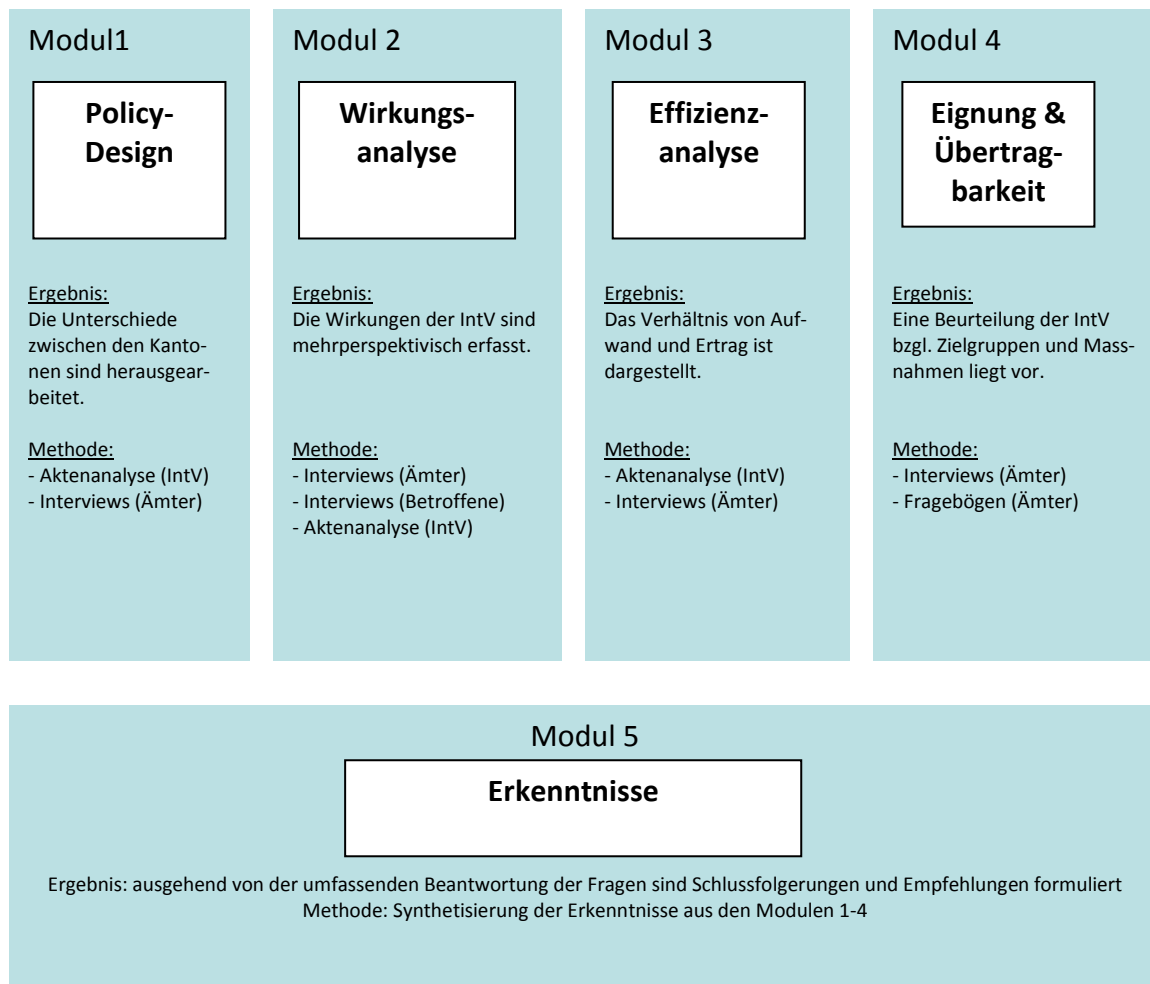 Modul1
Policy-
Design
Ergebnis:
Die Unterschiede
zwischen den Kanto-
nen sind herausgear-
beitet.
Methode:
- Aktenanalyse (IntV)
- Interviews (Ämter)
Modul 2
Wirkungs-
analyse
Ergebnis:
Die Wirkungen der IntV sind
mehrperspektivisch erfasst.
Methode:
- Interviews (Ämter)
- Interviews (Betroffene)
- Aktenanalyse (IntV)
Modul 3
Effizienz-
analyse
Ergebnis:
Das Verhältnis von Auf-
wand und Ertrag ist
dargestellt.
Methode:
- Aktenanalyse (IntV)
- Interviews (Ämter)
Modul 4
Eignung &
Übertrag-
barkeit
Ergebnis:
Eine Beurteilung der IntV
bzgl. Zielgruppen und Mass-
nahmen liegt vor.
Methode:
- Interviews (Ämter)
- Fragebögen (Ämter)
Modul 5
Erkenntnisse
Ergebnis: ausgehend von der umfassenden Beantwortung der Fragen sind Schlussfolgerungen und Empfehlungen formuliert
Methode: Synthetisierung der Erkenntnisse aus den Modulen 1-4